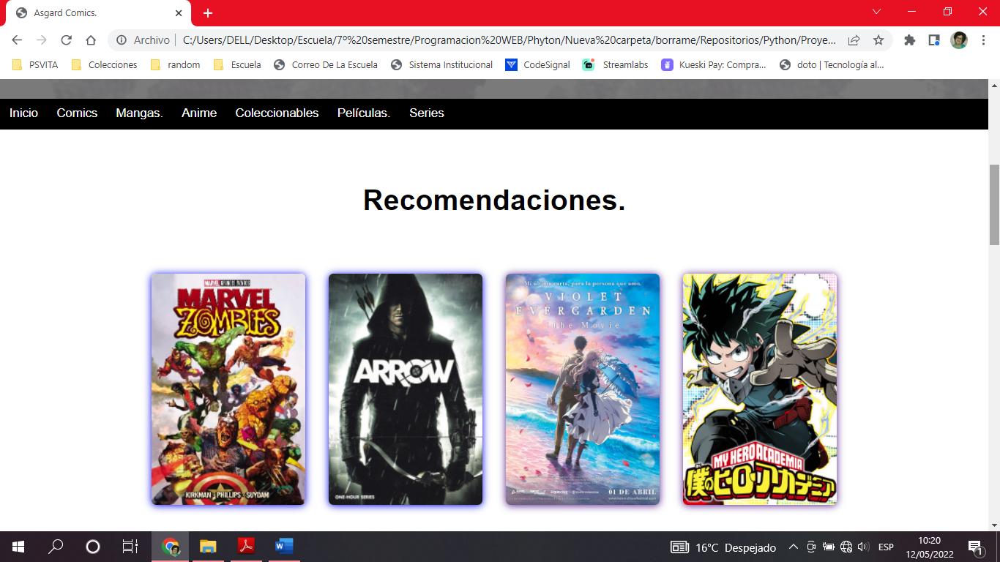 Asgard Comics.
Archivo | C:/Users/DELL/Desktop/Escuela/7º%20semestre/Programacion%20WEB/Phyton/Nueva%20carpeta/borrame/Repositorios/Python/Proye...
PSVITA Colecciones random Escuela Correo De La Escuela Sistema Institucional CodeSignal Streamlabs Kueski Pay: Compra... doto | Tecnología al...
Inicio Comics Mangas. Anime Coleccionables Películas. Series
Recomendaciones.
MARVEL
MARVEL
ZOMBIES
KIRKMAN PHILLIPS SUYDAM
ARROW
ONE-HOUR SERIES
Mi última carta, para la persona que amo.
VIOLET
EVERGARDEN
the Movie
01 DE ABRIL
MY HERO ACADEMIA
僕のヒーローアカデミア
16°C Despejado
ESP
10:20
12/05/2022
1